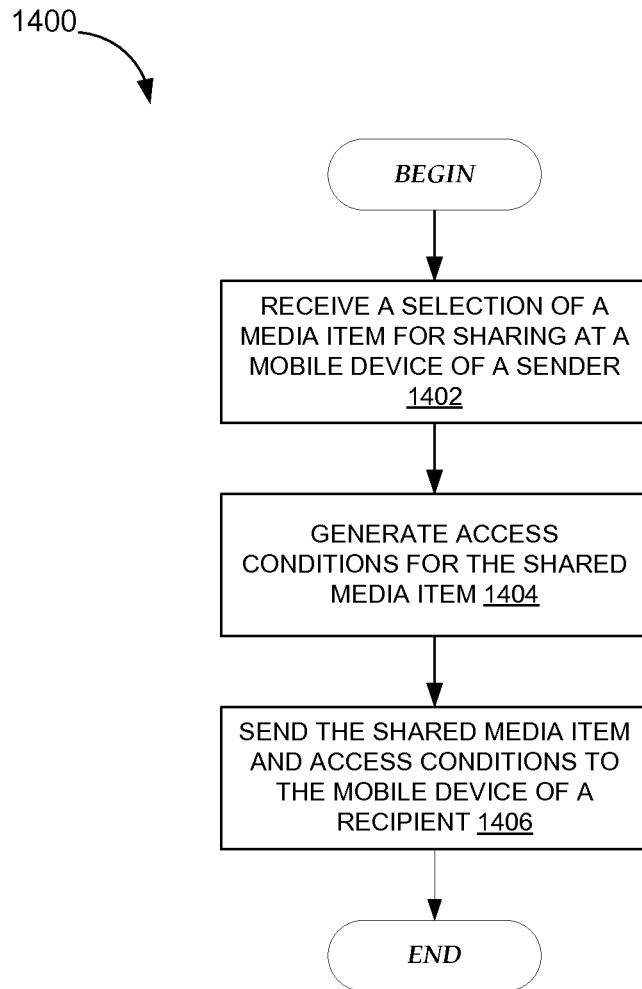 1400
BEGIN
RECEIVE A SELECTION OF A
MEDIA ITEM FOR SHARING AT A
MOBILE DEVICE OF A SENDER
1402
GENERATE ACCESS
CONDITIONS FOR THE SHARED
MEDIA ITEM 1404
SEND THE SHARED MEDIA ITEM
AND ACCESS CONDITIONS TO
THE MOBILE DEVICE OF A
RECIPIENT 1406
END